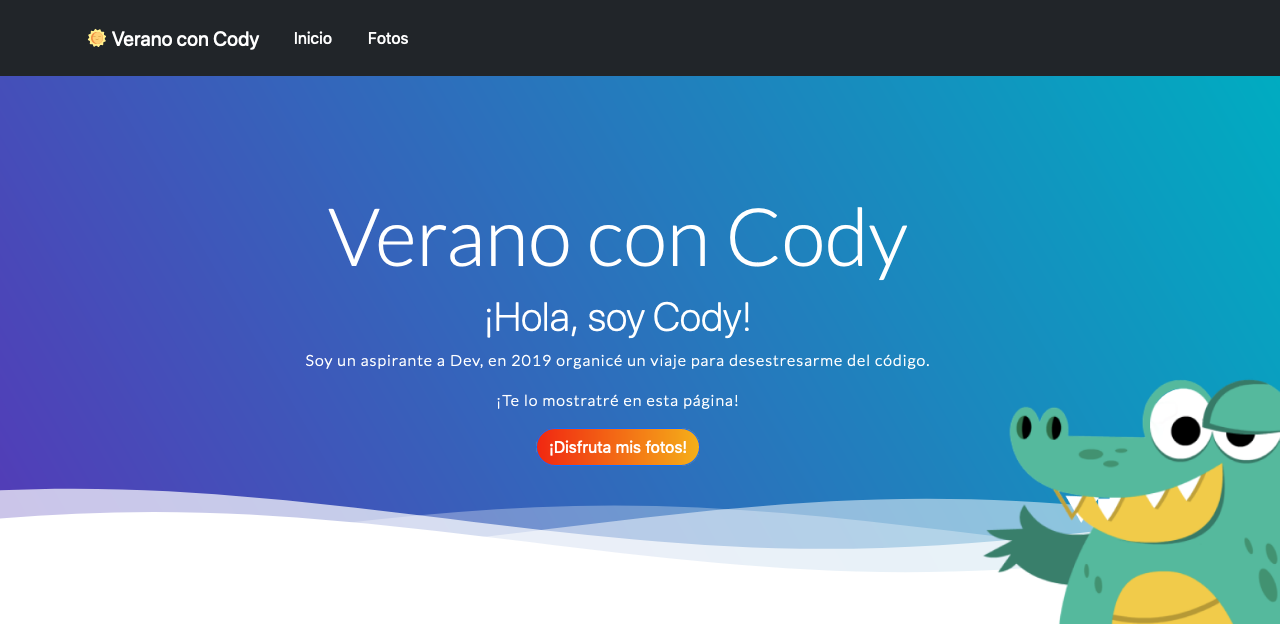 Verano con Cody
Inicio
Fotos
Verano con Cody
¡Hola, soy Cody!
Soy un aspirante a Dev, en 2019 organicé un viaje para desestresarme del código.
¡Te lo mostratré en esta página!
¡Disfruta mis fotos!